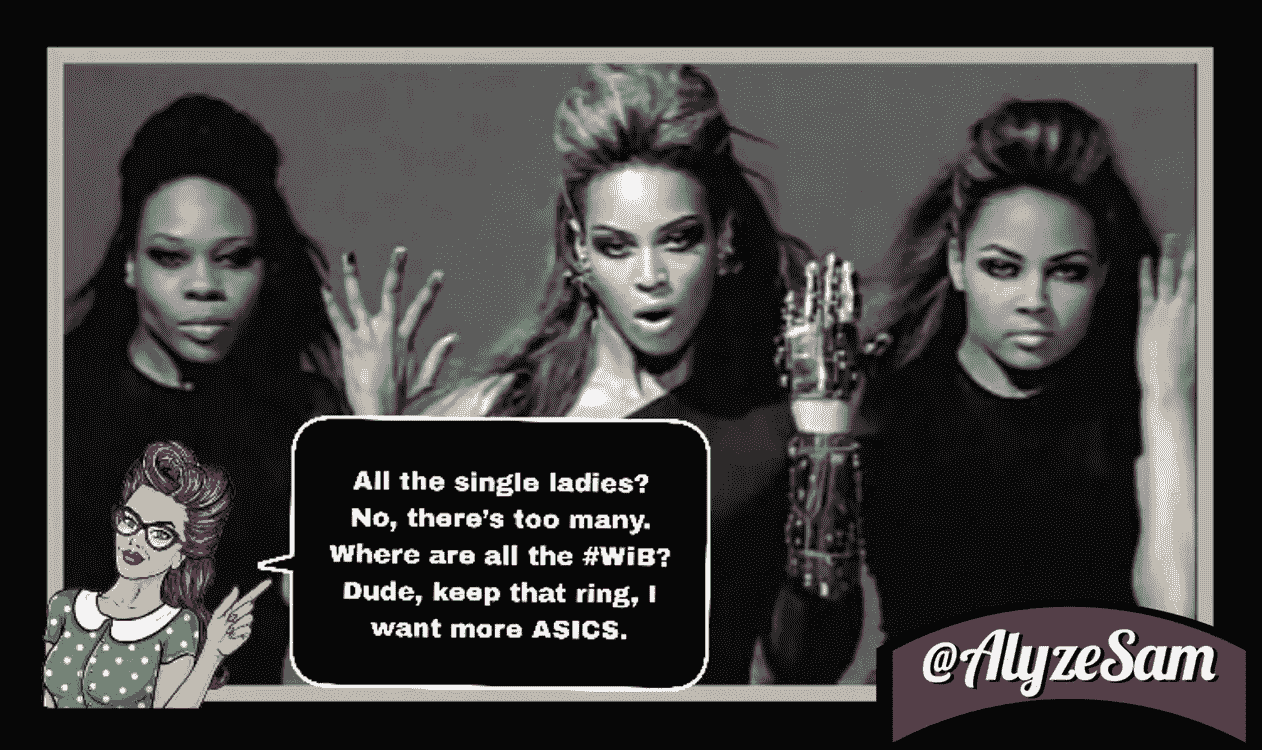 All the single ladies?
No, there's too many.
Where are all the #WiB?
Dude, keep that ring, I
want more ASICS.
@AlyzeSam